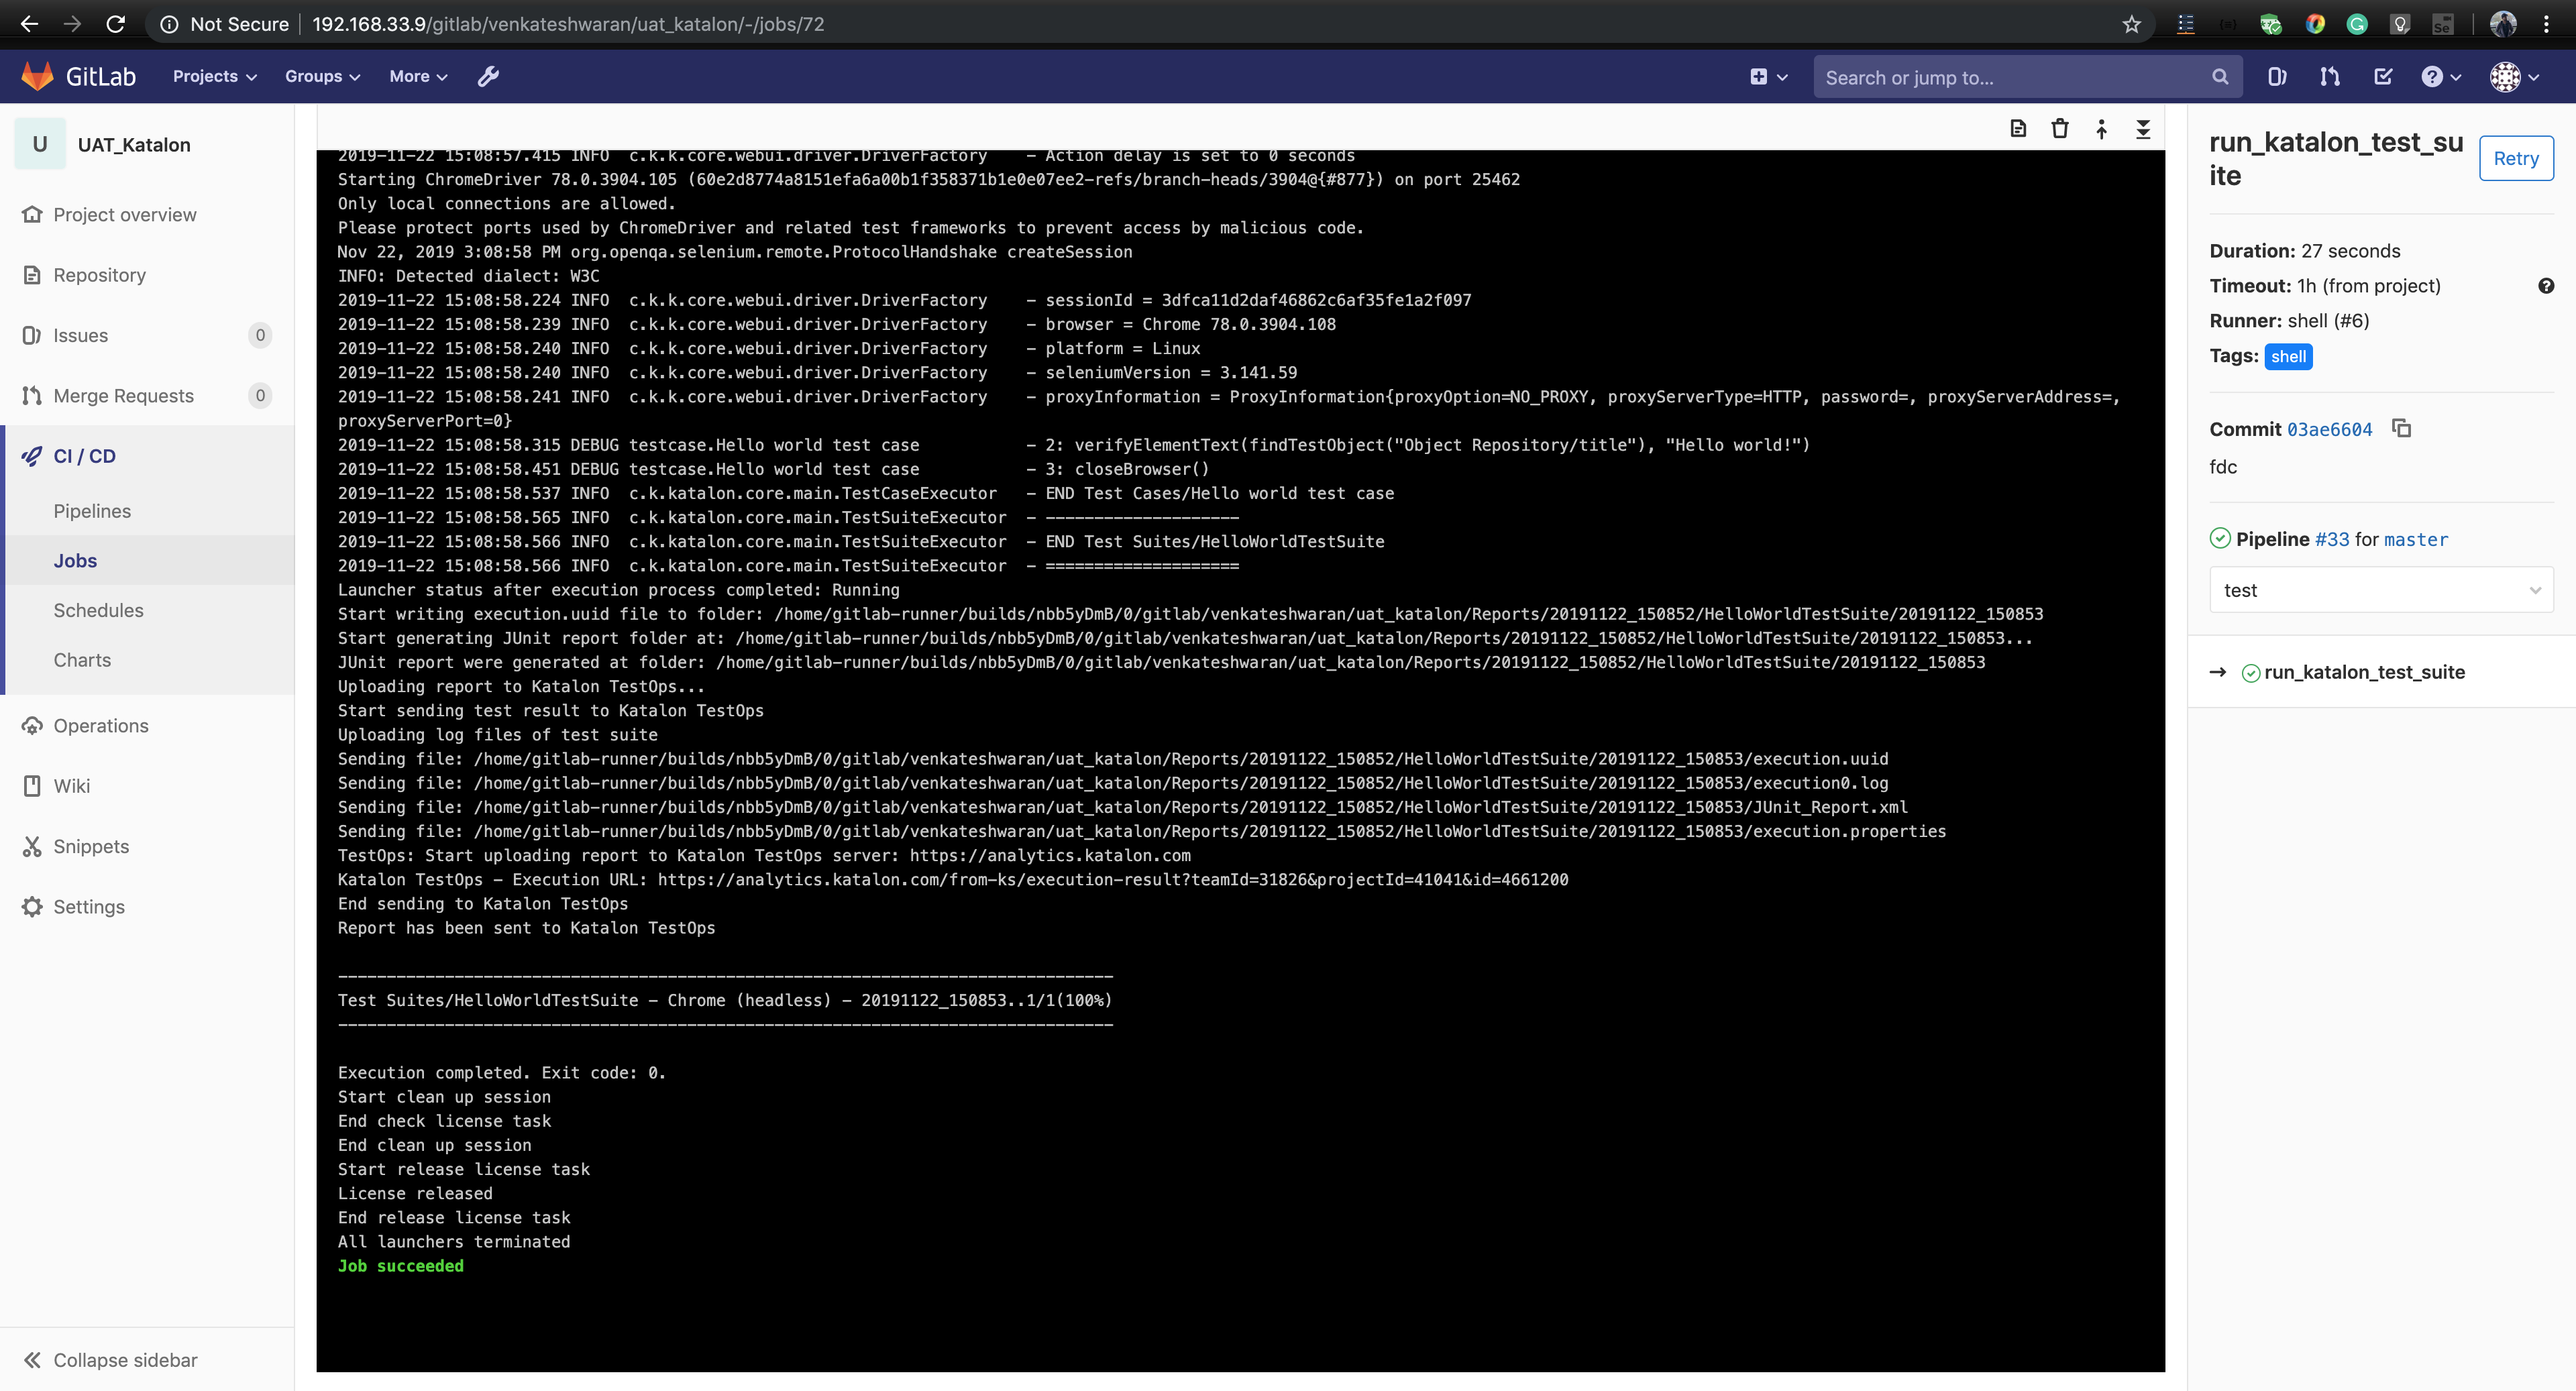 Not Secure
192.168.33.9/gitlab/venkateshwaran/uat_katalon/-/jobs/72
GitLab
Projects
Groups
More
Search or jump to...
U
UAT_Katalon
Project overview
Repository
Issues
0
Merge Requests
0
CI / CD
Pipelines
Jobs
Schedules
Charts
Operations
Wiki
Snippets
Settings
Collapse sidebar
2019-11-22 15:08:57.415 INFO  c.k.k.core.webui.driver.DriverFactory    - Action delay is set to 0 seconds
Starting ChromeDriver 78.0.3904.105 (60e2d8774a8151efa6a00b1f358371b1e0e07ee2-refs/branch-heads/3904@{#877}) on port 25462
Only local connections are allowed.
Please protect ports used by ChromeDriver and related test frameworks to prevent access by malicious code.
Nov 22, 2019 3:08:58 PM org.openqa.selenium.remote.ProtocolHandshake createSession
INFO: Detected dialect: W3C
2019-11-22 15:08:58.224 INFO  c.k.k.core.webui.driver.DriverFactory    - sessionId = 3dfca11d2daf46862c6af35fe1a2f097
2019-11-22 15:08:58.239 INFO  c.k.k.core.webui.driver.DriverFactory    - browser = Chrome 78.0.3904.108
2019-11-22 15:08:58.240 INFO  c.k.k.core.webui.driver.DriverFactory    - platform = Linux
2019-11-22 15:08:58.240 INFO  c.k.k.core.webui.driver.DriverFactory    - seleniumVersion = 3.141.59
2019-11-22 15:08:58.241 INFO  c.k.k.core.webui.driver.DriverFactory    - proxyInformation = ProxyInformation{proxyOption=NO_PROXY, proxyServerType=HTTP, password=, proxyServerAddress=,
proxyServerPort=0}
2019-11-22 15:08:58.315 DEBUG testcase.Hello world test case           - 2: verifyElementText(findTestObject("Object Repository/title"), "Hello world!")
2019-11-22 15:08:58.451 DEBUG testcase.Hello world test case           - 3: closeBrowser()
2019-11-22 15:08:58.537 INFO  c.k.katalon.core.main.TestCaseExecutor   - END Test Cases/Hello world test case
2019-11-22 15:08:58.565 INFO  c.k.katalon.core.main.TestSuiteExecutor  - --------------------
2019-11-22 15:08:58.566 INFO  c.k.katalon.core.main.TestSuiteExecutor  - END Test Suites/HelloWorldTestSuite
2019-11-22 15:08:58.566 INFO  c.k.katalon.core.main.TestSuiteExecutor  - ====================
Launcher status after execution process completed: Running
Start writing execution.uuid file to folder: /home/gitlab-runner/builds/nbb5yDmB/0/gitlab/venkateshwaran/uat_katalon/Reports/20191122_150852/HelloWorldTestSuite/20191122_150853
Start generating JUnit report folder at: /home/gitlab-runner/builds/nbb5yDmB/0/gitlab/venkateshwaran/uat_katalon/Reports/20191122_150852/HelloWorldTestSuite/20191122_150853...
JUnit report were generated at folder: /home/gitlab-runner/builds/nbb5yDmB/0/gitlab/venkateshwaran/uat_katalon/Reports/20191122_150852/HelloWorldTestSuite/20191122_150853
Uploading report to Katalon TestOps...
Start sending test result to Katalon TestOps
Uploading log files of test suite
Sending file: /home/gitlab-runner/builds/nbb5yDmB/0/gitlab/venkateshwaran/uat_katalon/Reports/20191122_150852/HelloWorldTestSuite/20191122_150853/execution.uuid
Sending file: /home/gitlab-runner/builds/nbb5yDmB/0/gitlab/venkateshwaran/uat_katalon/Reports/20191122_150852/HelloWorldTestSuite/20191122_150853/execution0.log
Sending file: /home/gitlab-runner/builds/nbb5yDmB/0/gitlab/venkateshwaran/uat_katalon/Reports/20191122_150852/HelloWorldTestSuite/20191122_150853/JUnit_Report.xml
Sending file: /home/gitlab-runner/builds/nbb5yDmB/0/gitlab/venkateshwaran/uat_katalon/Reports/20191122_150852/HelloWorldTestSuite/20191122_150853/execution.properties
TestOps: Start uploading report to Katalon TestOps server: https://analytics.katalon.com
Katalon TestOps - Execution URL: https://analytics.katalon.com/from-ks/execution-result?teamId=31826&projectId=41041&id=4661200
End sending to Katalon TestOps
Report has been sent to Katalon TestOps
--------------------------------------------------------------------------------
Test Suites/HelloWorldTestSuite - Chrome (headless) - 20191122_150853..1/1(100%)
--------------------------------------------------------------------------------
Execution completed. Exit code: 0.
Start clean up session
End check license task
End clean up session
Start release license task
License released
End release license task
All launchers terminated
Job succeeded
run_katalon_test_su
ite
Retry
Duration: 27 seconds
Timeout: 1h (from project)
Runner: shell (#6)
Tags: shell
Commit 03ae6604
fdc
Pipeline #33 for master
test
→ run_katalon_test_suite